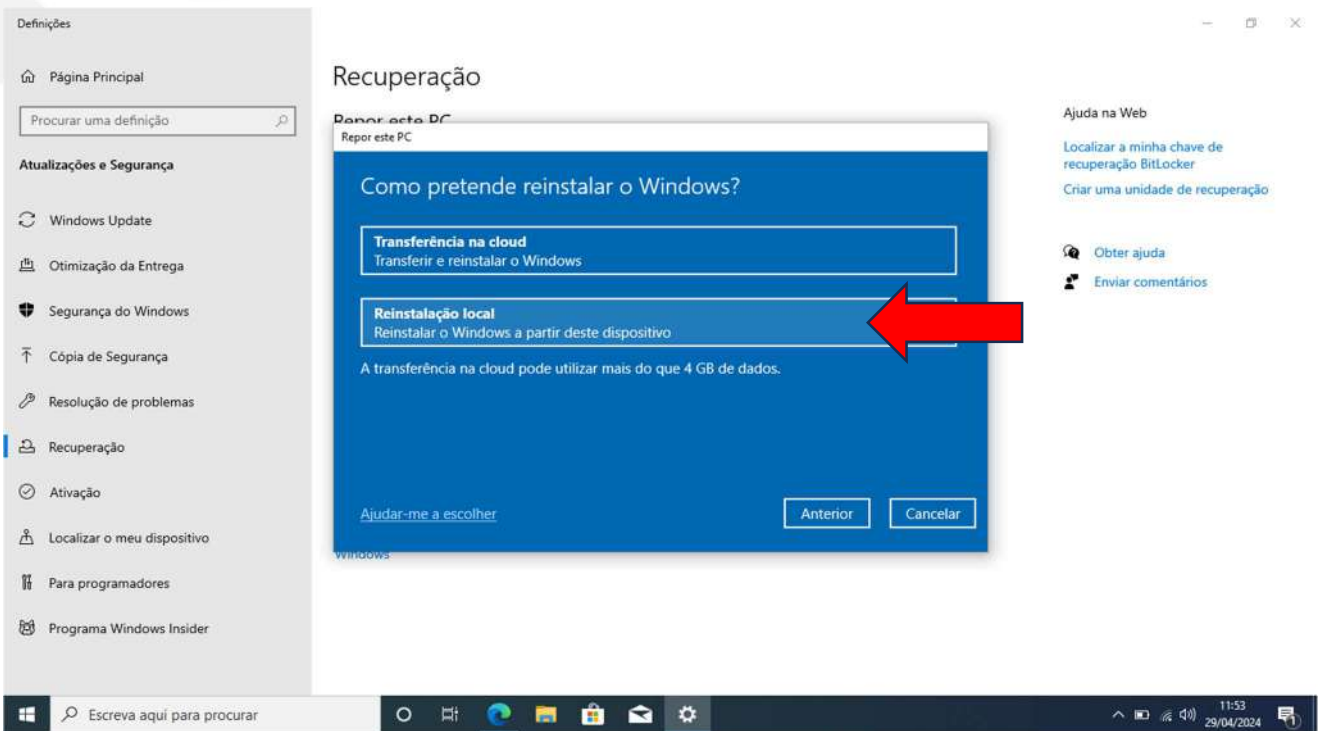 Definições
Página Principal
Procurar uma definição
Atualizações e Segurança
Windows Update
Otimização da Entrega
Segurança do Windows
Cópia de Segurança
Resolução de problemas
Recuperação
Ativação
Localizar o meu dispositivo
Para programadores
Programa Windows Insider
Recuperação
Repor este PC
Repor este PC
Como pretende reinstalar o Windows?
Transferência na cloud
Transferir e reinstalar o Windows
Reinstalação local
Reinstalar o Windows a partir deste dispositivo
A transferência na cloud pode utilizar mais do que 4 GB de dados.
Ajudar-me a escolher
Anterior
Cancelar
Windows
Ajuda na Web
Localizar a minha chave de
recuperação BitLocker
Criar uma unidade de recuperação
Obter ajuda
Enviar comentários
Escreva aqui para procurar
11:53
29/04/2024
1